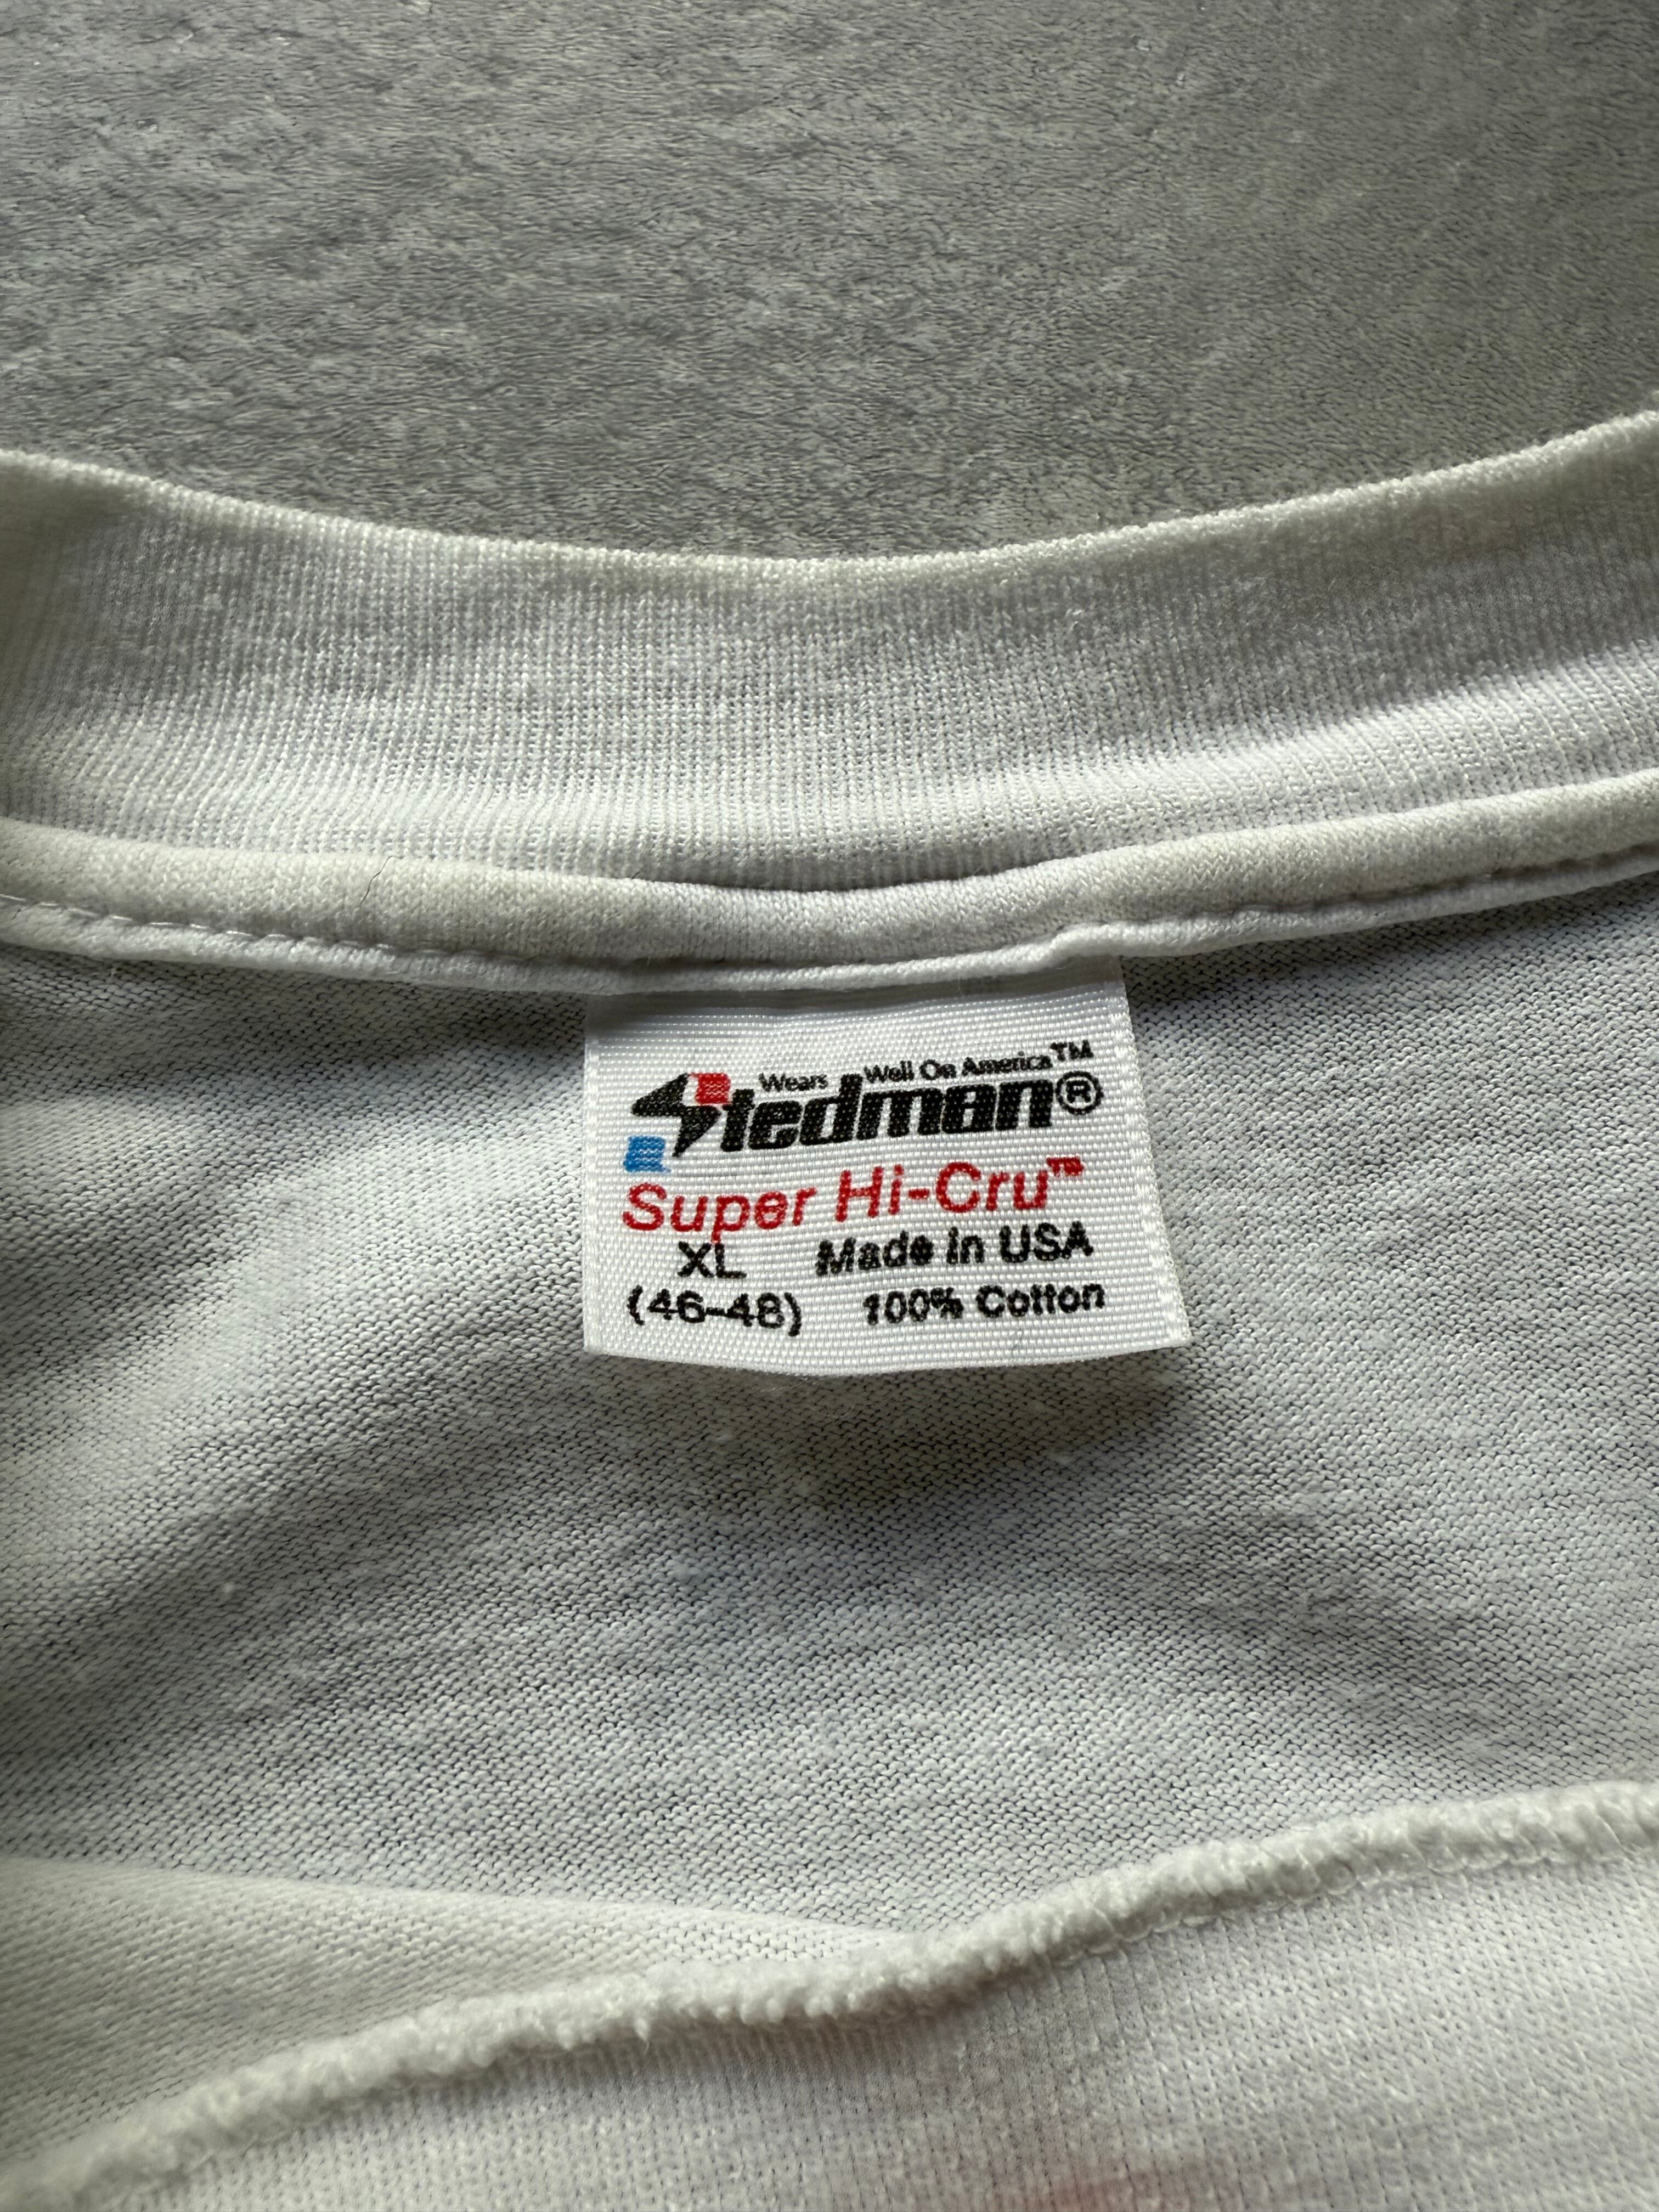 Wears Well On America™
Stedman®
Super Hi-Cru™
XL Made in USA
(46-48) 100% Cotton